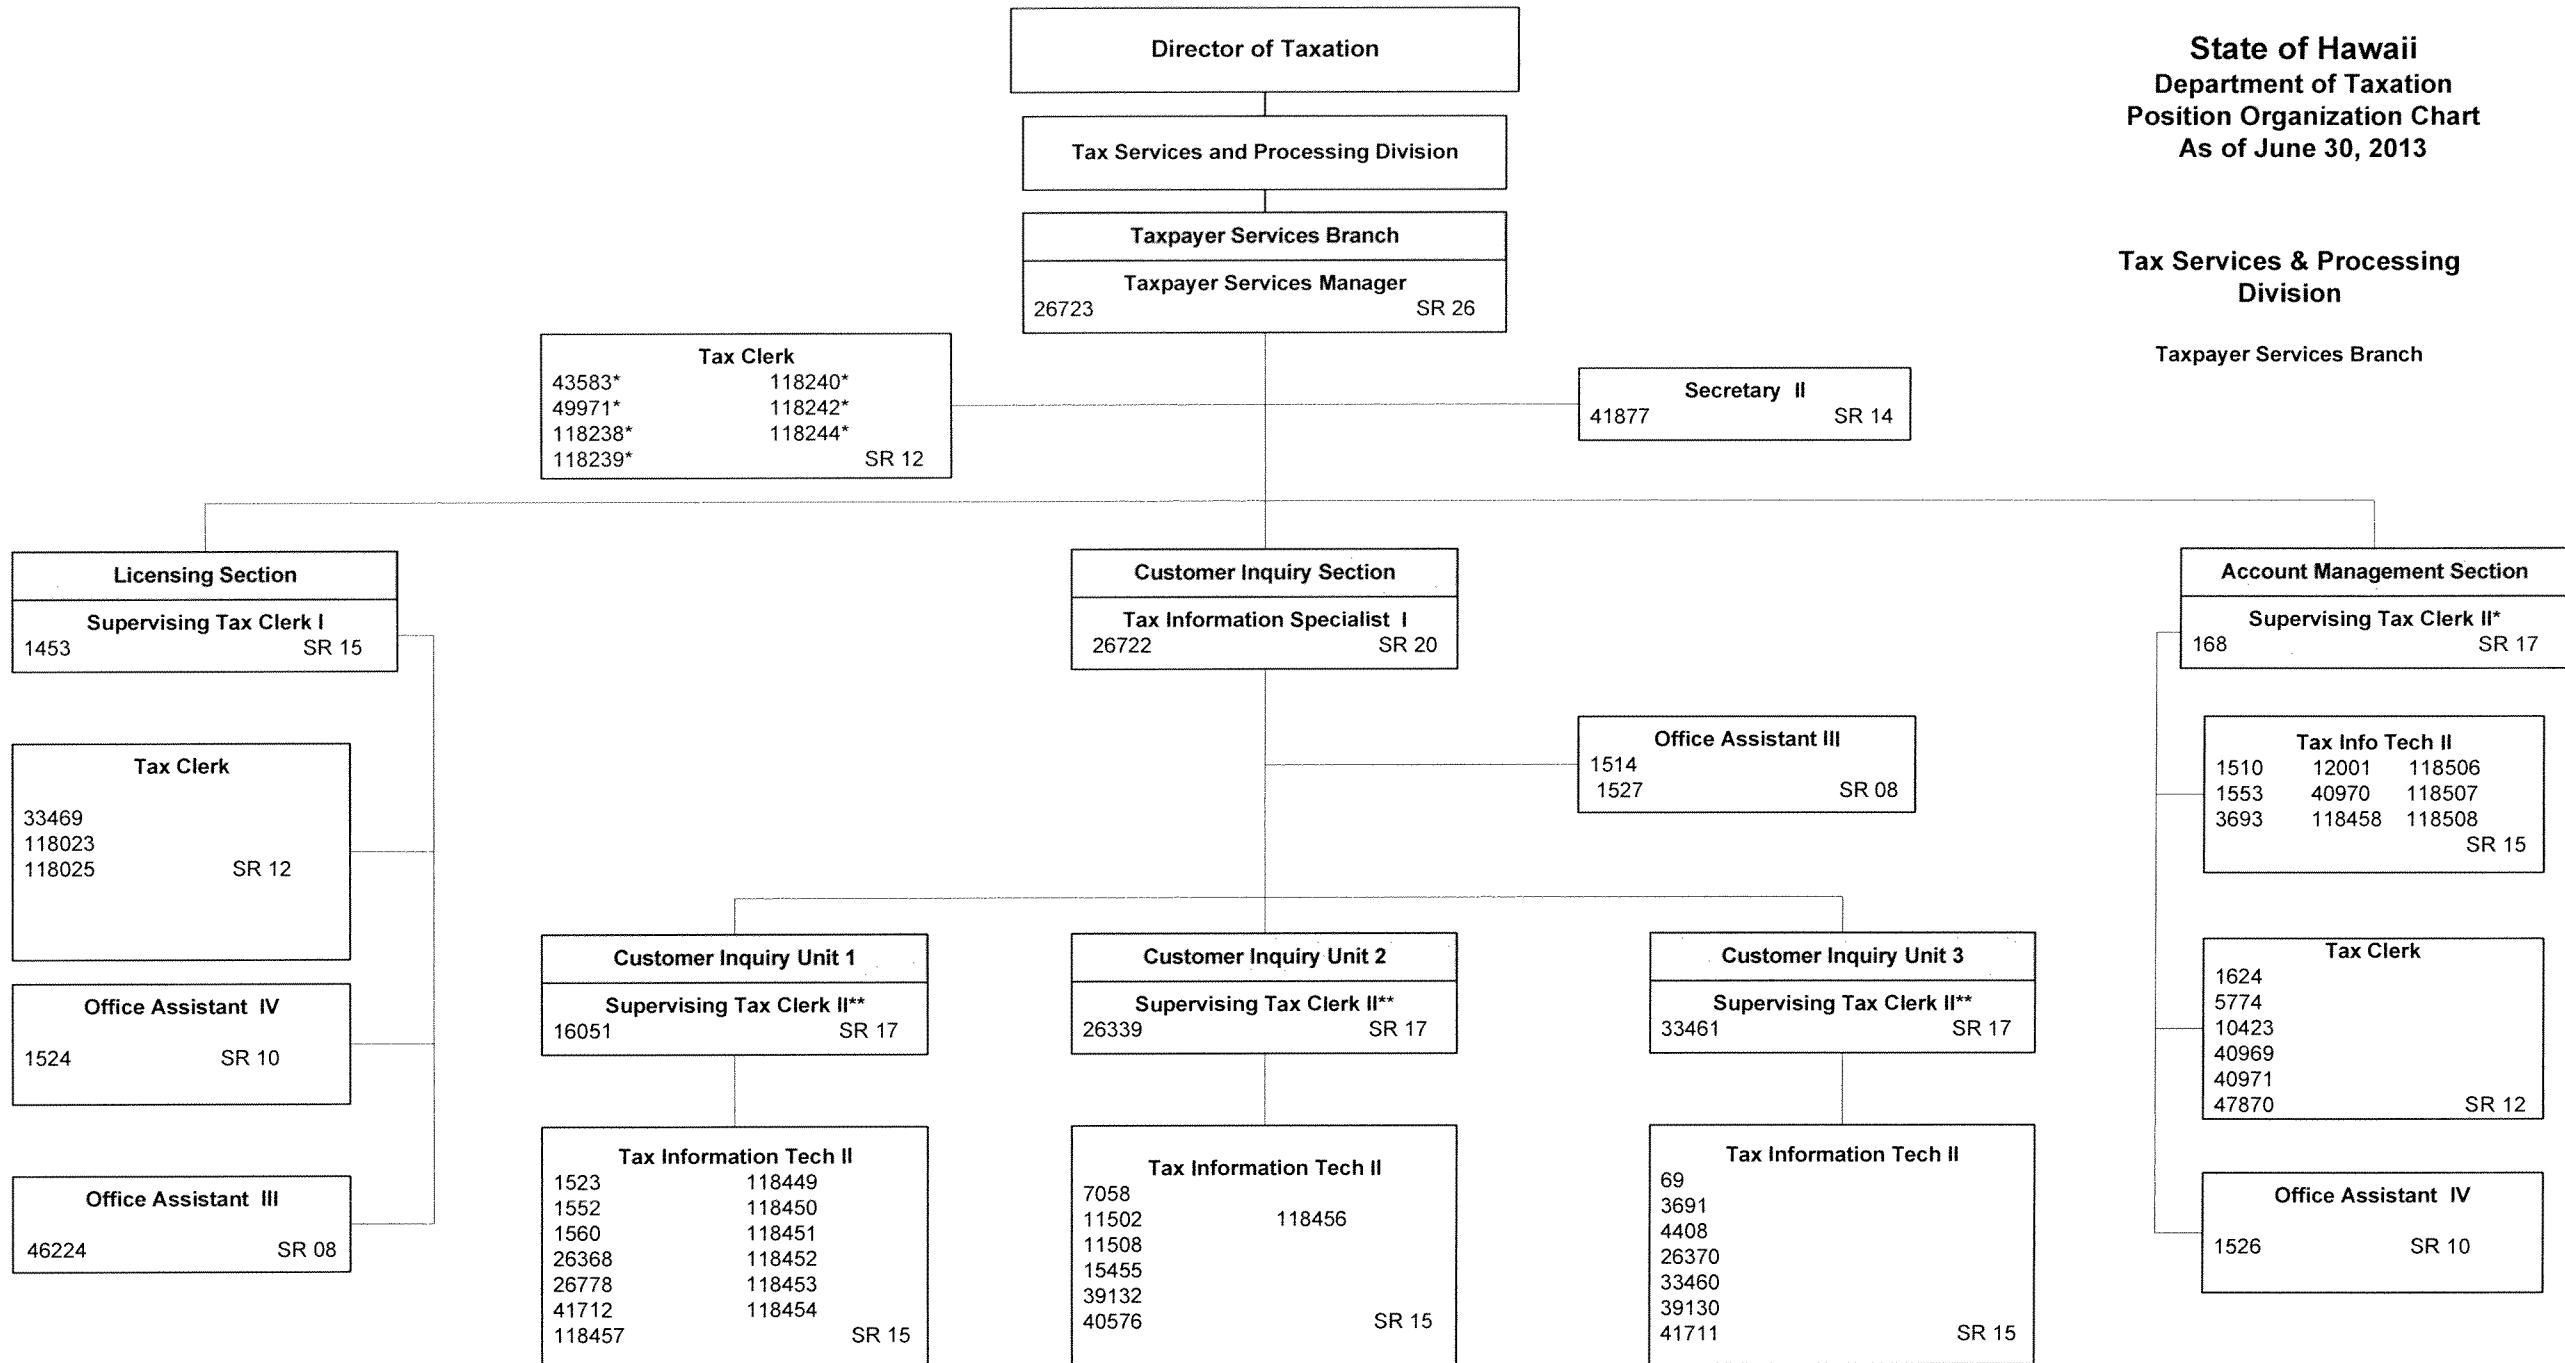 Director of Taxation
State of Hawaii
Department of Taxation
Position Organization Chart
As of June 30, 2013
Tax Services & Processing
Division
Taxpayer Services Branch
Tax Services and Processing Division
Taxpayer Services Branch
Taxpayer Services Manager
26723 SR 26
Tax Clerk
43583* 118240*
49971* 118242*
118238* 118244*
118239* SR 12
Secretary II
41877 SR 14
Licensing Section
Supervising Tax Clerk I
1453 SR 15
Tax Clerk
33469
118023
118025 SR 12
Office Assistant IV
1524 SR 10
Office Assistant III
46224 SR 08
Customer Inquiry Section
Tax Information Specialist I
26722 SR 20
Office Assistant III
1514
1527 SR 08
Customer Inquiry Unit 1
Supervising Tax Clerk II**
16051 SR 17
Tax Information Tech II
1523 118449
1552 118450
1560 118451
26368 118452
26778 118453
41712 118454
118457 SR 15
Customer Inquiry Unit 2
Supervising Tax Clerk II**
26339 SR 17
Tax Information Tech II
7058
11502 118456
11508
15455
39132
40576 SR 15
Customer Inquiry Unit 3
Supervising Tax Clerk II**
33461 SR 17
Tax Information Tech II
69
3691
4408
26370
33460
39130
41711 SR 15
Account Management Section
Supervising Tax Clerk II*
168 SR 17
Tax Info Tech II
1510 12001 118506
1553 40970 118507
3693 118458 118508
SR 15
Tax Clerk
1624
5774
10423
40969
40971
47870 SR 12
Office Assistant IV
1526 SR 10